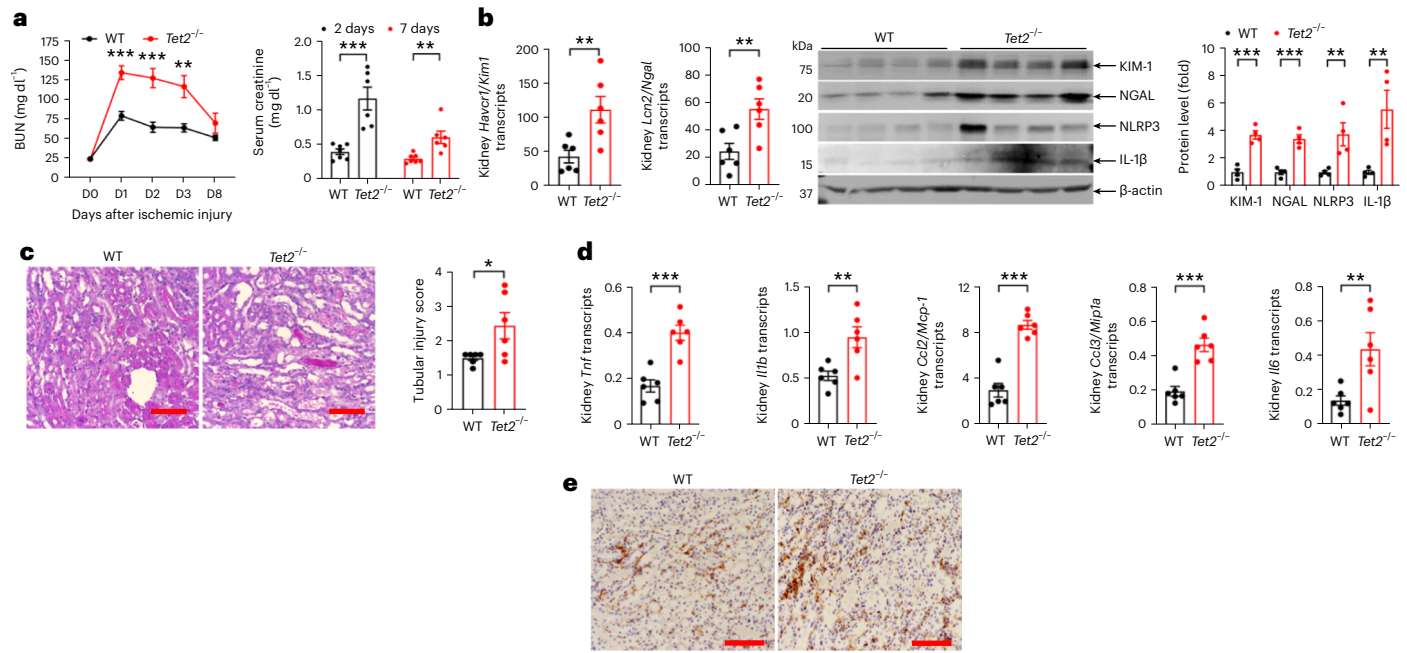 a
WT
Tet2–/–
BUN (mg dl–1)
175
150
125
100
75
50
25
0
***
***
**
D0 D1 D2 D3 D8
Days after ischemic injury
2 days 7 days
Serum creatinine
(mg dl–1)
2.0
1.5
1.0
0.5
0
***
**
WT Tet2–/– WT Tet2–/–
b
Kidney Havcr1/Kim1
transcripts
200
150
100
50
0
**
WT Tet2–/–
Kidney Lcn2/Ngal
transcripts
100
80
60
40
20
0
**
WT Tet2–/–
kDa
WT
Tet2–/–
75
KIM-1
20
NGAL
100
NLRP3
15
IL-1β
37
β-actin
WT Tet2–/–
Protein level (fold)
10
8
6
4
2
0
*** *** ** **
KIM-1 NGAL NLRP3 IL-1β
c
WT
Tet2–/–
Tubular injury score
4
3
2
1
0
*
WT Tet2–/–
d
Kidney Tnf transcripts
0.6
0.4
0.2
0
***
WT Tet2–/–
Kidney Il1b transcripts
1.5
1.0
0.5
0
**
WT Tet2–/–
Kidney Ccl2/Mcp-1
transcripts
12
8
4
0
***
WT Tet2–/–
Kidney Ccl3/Mip1a
transcripts
0.8
0.6
0.4
0.2
0
***
WT Tet2–/–
Kidney Il6 transcripts
0.8
0.6
0.4
0.2
0
**
WT Tet2–/–
e
WT
Tet2–/–